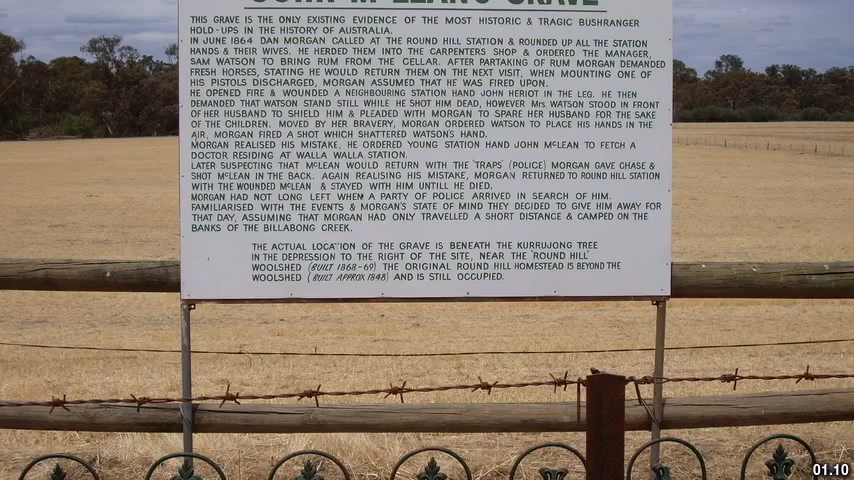 THIS GRAVE IS THE ONLY EXISTING EVIDENCE OF THE MOST HISTORIC & TRAGIC BUSHRANGER
HOLD-UPS IN THE HISTORY OF AUSTRALIA.
IN JUNE 1864 DAN MORGAN CALLED AT THE ROUND HILL STATION & ROUNDED UP ALL THE STATION
HANDS & THEIR WIVES. HE HERDED THEM INTO THE CARPENTERS SHOP & ORDERED THE MANAGER,
SAM WATSON TO BRING RUM FROM THE CELLAR. AFTER PARTAKING OF RUM MORGAN DEMANDED
FRESH HORSES, STATING HE WOULD RETURN THEM ON THE NEXT VISIT, WHEN MOUNTING ONE OF
HIS PISTOLS DISCHARGED, MORGAN ASSUMED THAT HE WAS FIRED UPON.
HE OPENED FIRE & WOUNDED A NEIGHBOURING STATION HAND JOHN HERIOT IN THE LEG. HE THEN
DEMANDED THAT WATSON STAND STILL WHILE HE SHOT HIM DEAD, HOWEVER Mrs WATSON STOOD IN FRONT
OF HER HUSBAND TO SHIELD HIM & PLEADED WITH MORGAN TO SPARE HER HUSBAND FOR THE SAKE
OF THE CHILDREN. MOVED BY HER BRAVERY, MORGAN ORDERED WATSON TO PLACE HIS HANDS IN THE
AIR, MORGAN FIRED A SHOT WHICH SHATTERED WATSON'S HAND.
MORGAN REALISED HIS MISTAKE, HE ORDERED YOUNG STATION HAND JOHN McLEAN TO FETCH A
DOCTOR RESIDING AT WALLA WALLA STATION.
LATER SUSPECTING THAT McLEAN WOULD RETURN WITH THE 'TRAPS' (POLICE) MORGAN GAVE CHASE &
SHOT McLEAN IN THE BACK. AGAIN REALISING HIS MISTAKE, MORGAN RETURNED TO ROUND HILL STATION
WITH THE WOUNDED McLEAN & STAYED WITH HIM UNTILL HE DIED.
MORGAN HAD NOT LONG LEFT WHEN A PARTY OF POLICE ARRIVED IN SEARCH OF HIM.
FAMILIARISED WITH THE EVENTS & MORGAN'S STATE OF MIND THEY DECIDED TO GIVE HIM AWAY FOR
THAT DAY, ASSUMING THAT MORGAN HAD ONLY TRAVELLED A SHORT DISTANCE & CAMPED ON THE
BANKS OF THE BILLABONG CREEK.
THE ACTUAL LOCATION OF THE GRAVE IS BENEATH THE KURRUJONG TREE
IN THE DEPRESSION TO THE RIGHT OF THE SITE, NEAR THE 'ROUND HILL'
WOOLSHED (BUILT 1868-69) THE ORIGINAL ROUND HILL HOMESTEAD IS BEYOND THE
WOOLSHED (BUILT APPROX 1848) AND IS STILL OCCUPIED.
01.10